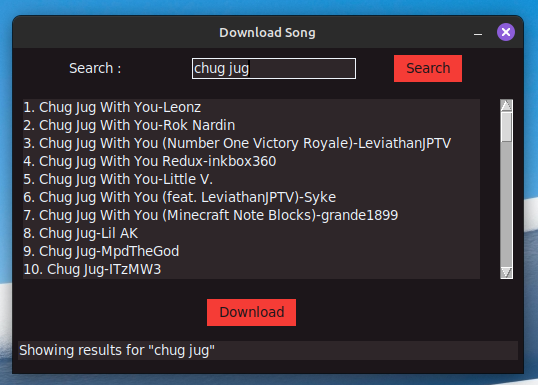 Download Song
Search : chug jug Search
1. Chug Jug With You-Leonz
2. Chug Jug With You-Rok Nardin
3. Chug Jug With You (Number One Victory Royale)-LeviathanJPTV
4. Chug Jug With You Redux-inkbox360
5. Chug Jug With You-Little V.
6. Chug Jug With You (feat. LeviathanJPTV)-Syke
7. Chug Jug With You (Minecraft Note Blocks)-grande1899
8. Chug Jug-Lil AK
9. Chug Jug-MpdTheGod
10. Chug Jug-ITzMW3
Download
Showing results for "chug jug"